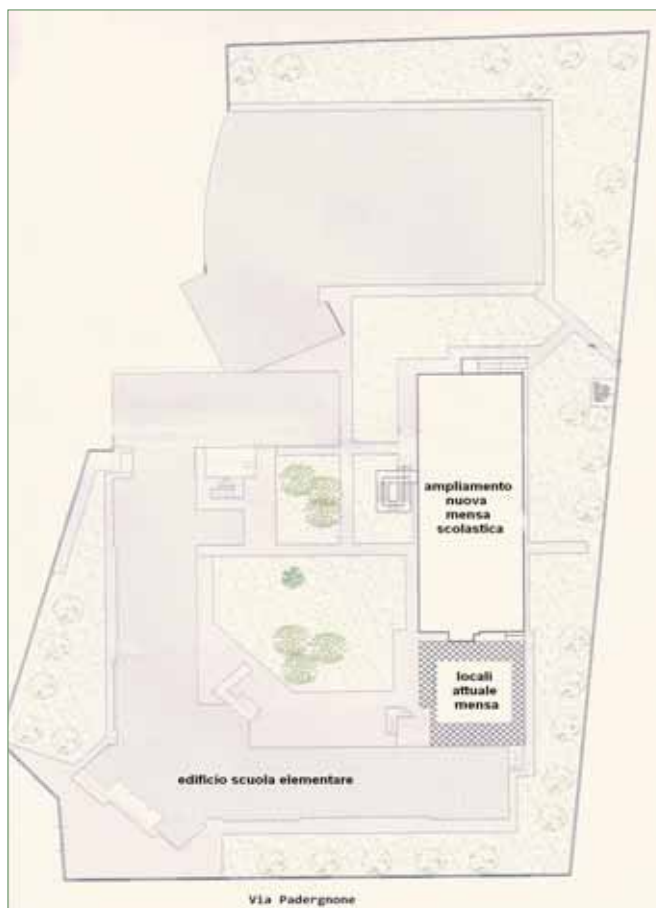 ampliamento
nuova
mensa
scolastica
locali
attuale
mensa
edificio scuola elementare
Via Padergnone